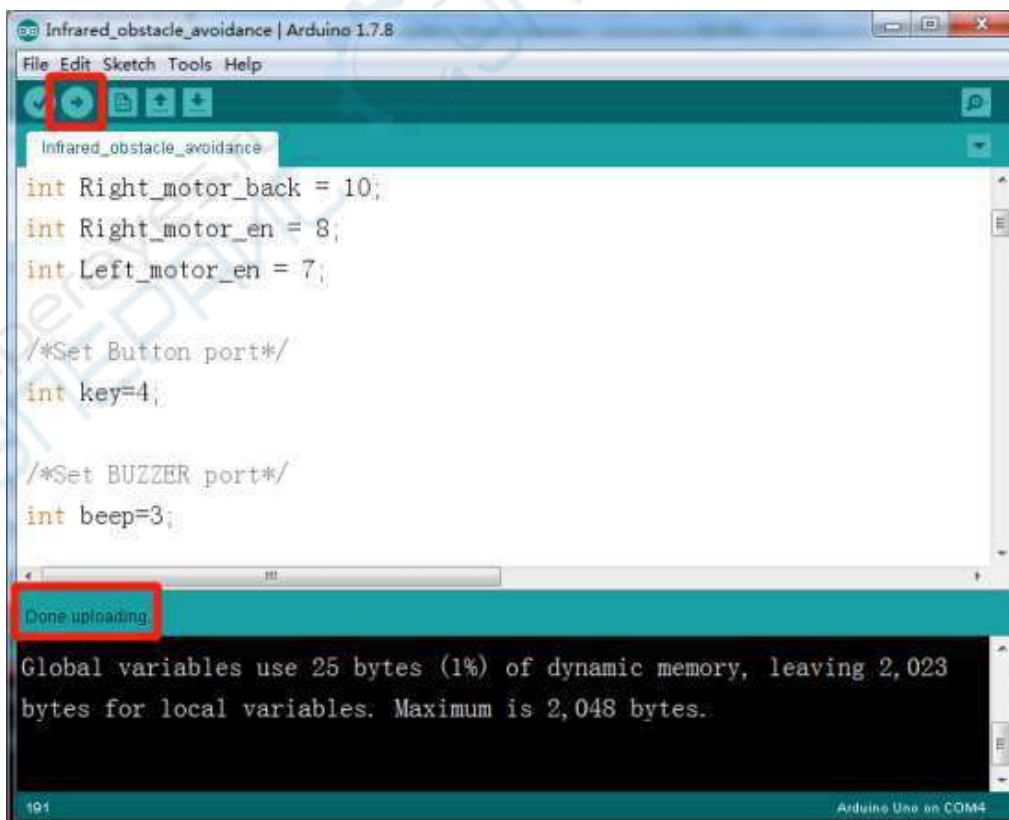 Infrared_obstacle_avoidance | Arduino 1.7.8
File Edit Sketch Tools Help
Infrared_obstacle_avoidance
int Right_motor_back = 10;
int Right_motor_en = 8;
int Left_motor_en = 7;
/*Set Button port*/
int key=4;
/*Set BUZZER port*/
int beep=3;
Done uploading.
Global variables use 25 bytes (1%) of dynamic memory, leaving 2,023
bytes for local variables. Maximum is 2,048 bytes.
191
Arduino Uno on COM4